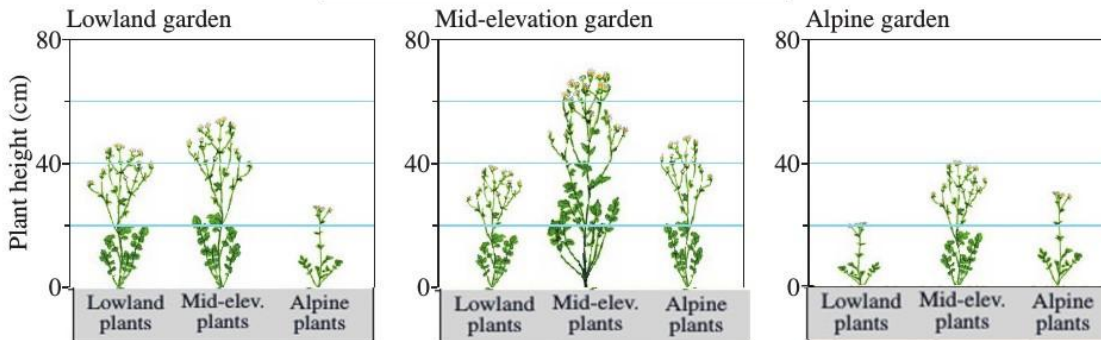 Lowland garden
Mid-elevation garden
Alpine garden
Plant height (cm)
80
40
0
Lowland plants
Mid-elev. plants
Alpine plants
80
40
0
Lowland plants
Mid-elev. plants
Alpine plants
80
40
0
Lowland plants
Mid-elev. plants
Alpine plants